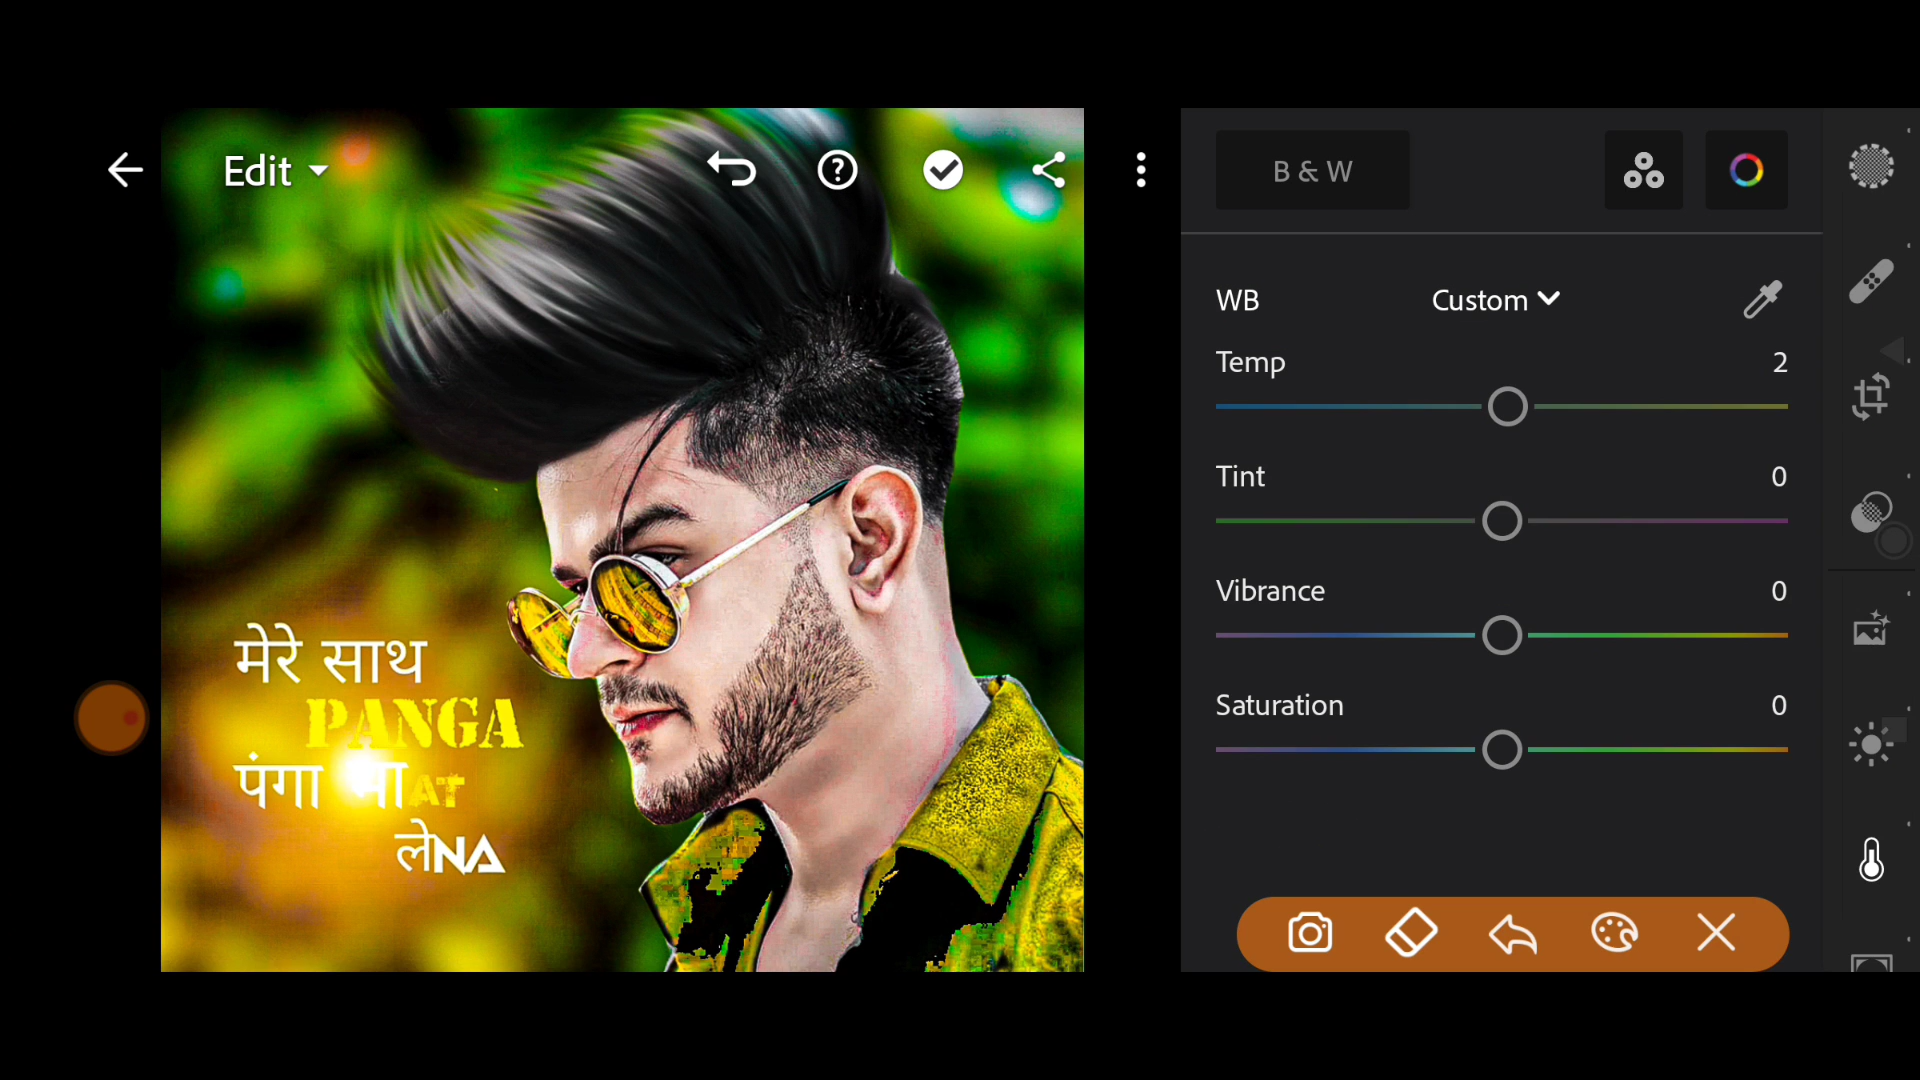 Edit
B & W
WB Custom
Temp 2
Tint 0
Vibrance 0
Saturation 0
मेरे साथ
PANGA
पंगा माAT
लेNA